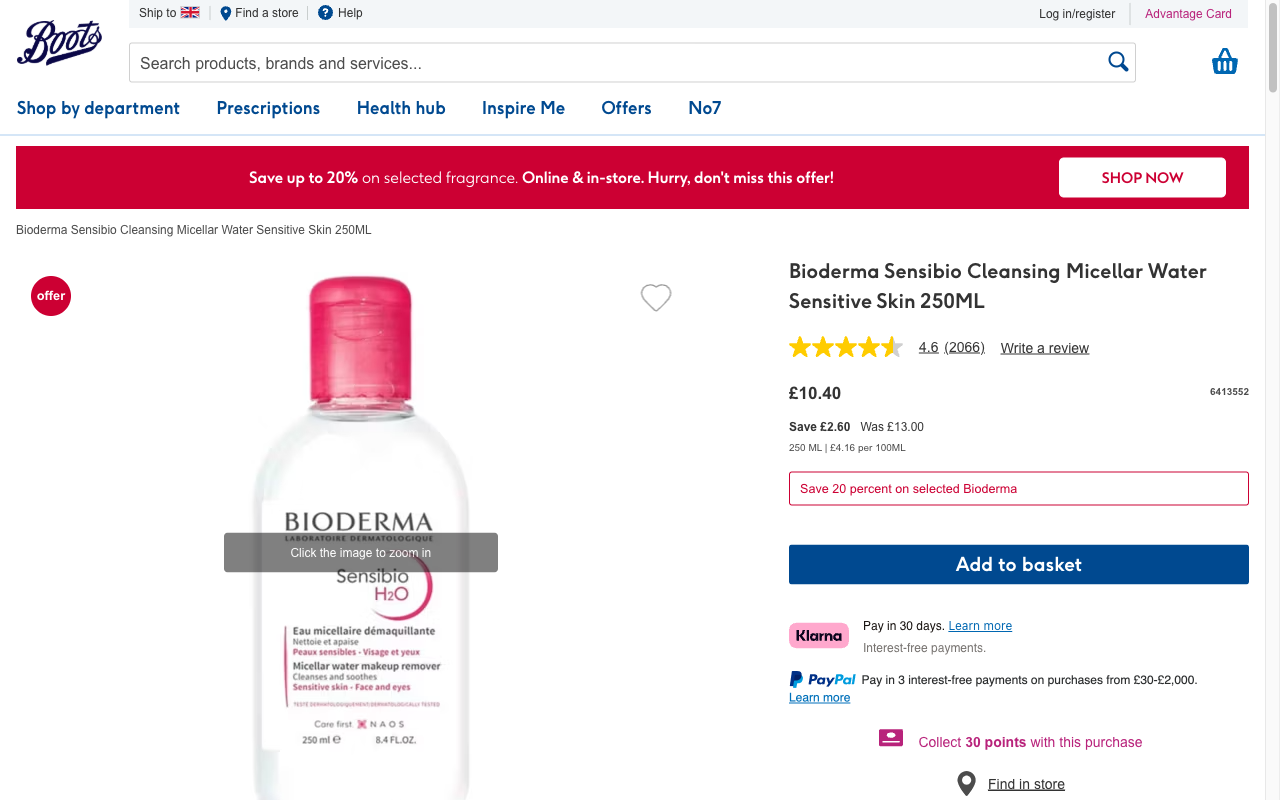 Boots
Ship to
Find a store
Help
Log in/register
Advantage Card
Search products, brands and services...
Shop by department
Prescriptions
Health hub
Inspire Me
Offers
No7
Save up to 20% on selected fragrance. Online & in-store. Hurry, don't miss this offer!
SHOP NOW
Bioderma Sensibio Cleansing Micellar Water Sensitive Skin 250ML
offer
BIODERMA
LABORATOIRE DERMATOLOGIQUE
Click the image to zoom in
Sensibio
H2O
Eau micellaire démaquillante
Nettoie et apaise
Peaux sensibles - Visage et yeux
Micellar water makeup remover
Cleanses and soothes
Sensitive skin - Face and eyes
TESTÉ DERMATOLOGIQUEMENT/DERMATOLOGICALLY TESTED
Care first NAOS
250 ml e 8.4 FL.OZ.
Bioderma Sensibio Cleansing Micellar Water
Sensitive Skin 250ML
4.6 (2066) Write a review
£10.40
6413552
Save £2.60 Was £13.00
250 ML | £4.16 per 100ML
Save 20 percent on selected Bioderma
Add to basket
Klarna
Pay in 30 days. Learn more
Interest-free payments.
PayPal Pay in 3 interest-free payments on purchases from £30-£2,000.
Learn more
Collect 30 points with this purchase
Find in store